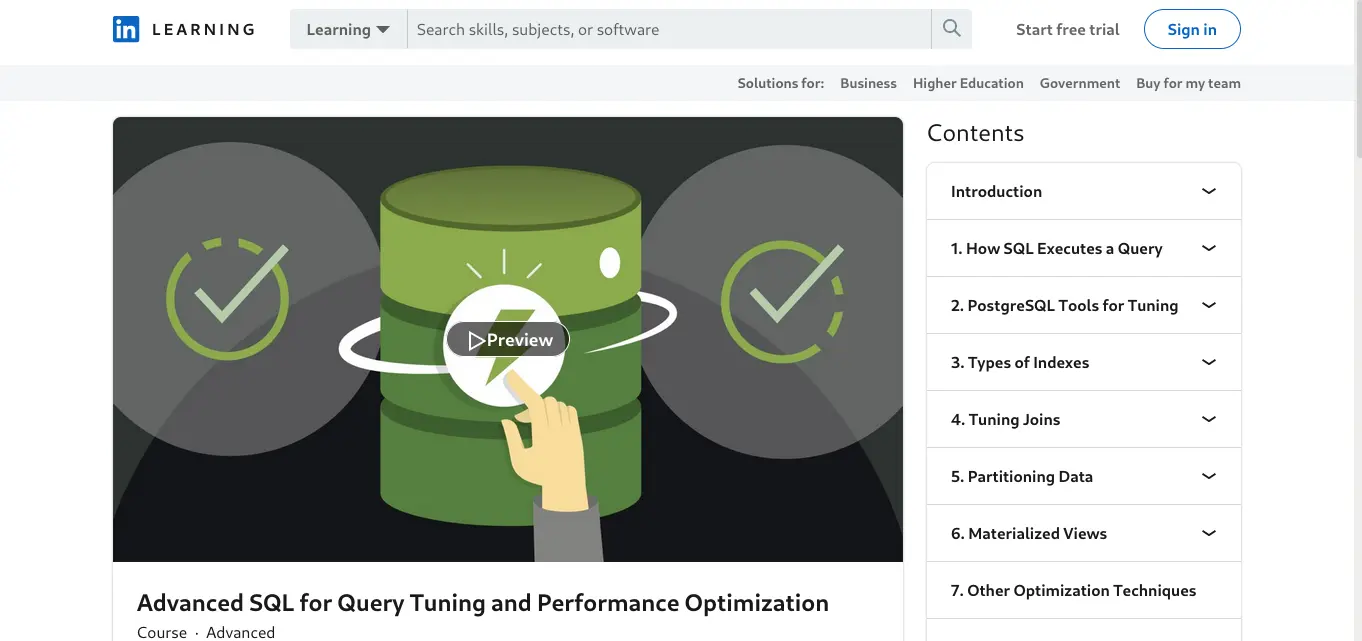 in LEARNING
Learning
Search skills, subjects, or software
Start free trial
Sign in
Solutions for: Business Higher Education Government Buy for my team
Preview
Advanced SQL for Query Tuning and Performance Optimization
Course · Advanced
Contents
Introduction
1. How SQL Executes a Query
2. PostgreSQL Tools for Tuning
3. Types of Indexes
4. Tuning Joins
5. Partitioning Data
6. Materialized Views
7. Other Optimization Techniques